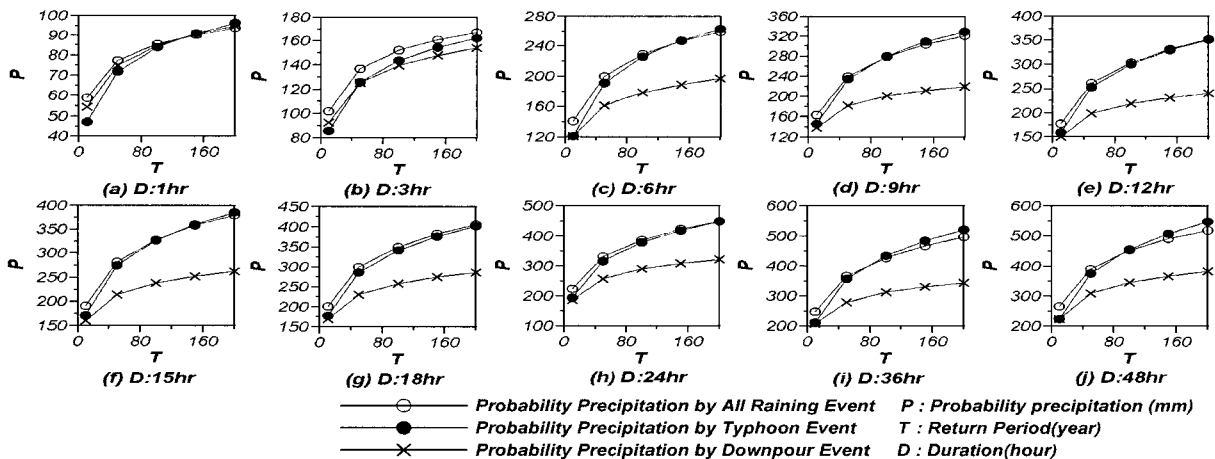 100
90
80
70
60
50
40
P
0 80 160
T
(a) D:1hr
180
160
140
120
100
80
P
0 80 160
T
(b) D:3hr
280
240
200
160
120
P
0 80 160
T
(c) D:6hr
360
320
280
240
200
160
120
P
0 80 160
T
(d) D:9hr
400
350
300
250
200
150
P
0 80 160
T
(e) D:12hr
400
350
300
250
200
150
P
0 80 160
T
(f) D:15hr
450
400
350
300
250
200
150
P
0 80 160
T
(g) D:18hr
500
400
300
200
100
P
0 80 160
T
(h) D:24hr
600
500
400
300
200
P
0 80 160
T
(i) D:36hr
600
500
400
300
200
P
0 80 160
T
(j) D:48hr
Probability Precipitation by All Raining Event P : Probability precipitation (mm)
Probability Precipitation by Typhoon Event T : Return Period(year)
Probability Precipitation by Downpour Event D : Duration(hour)